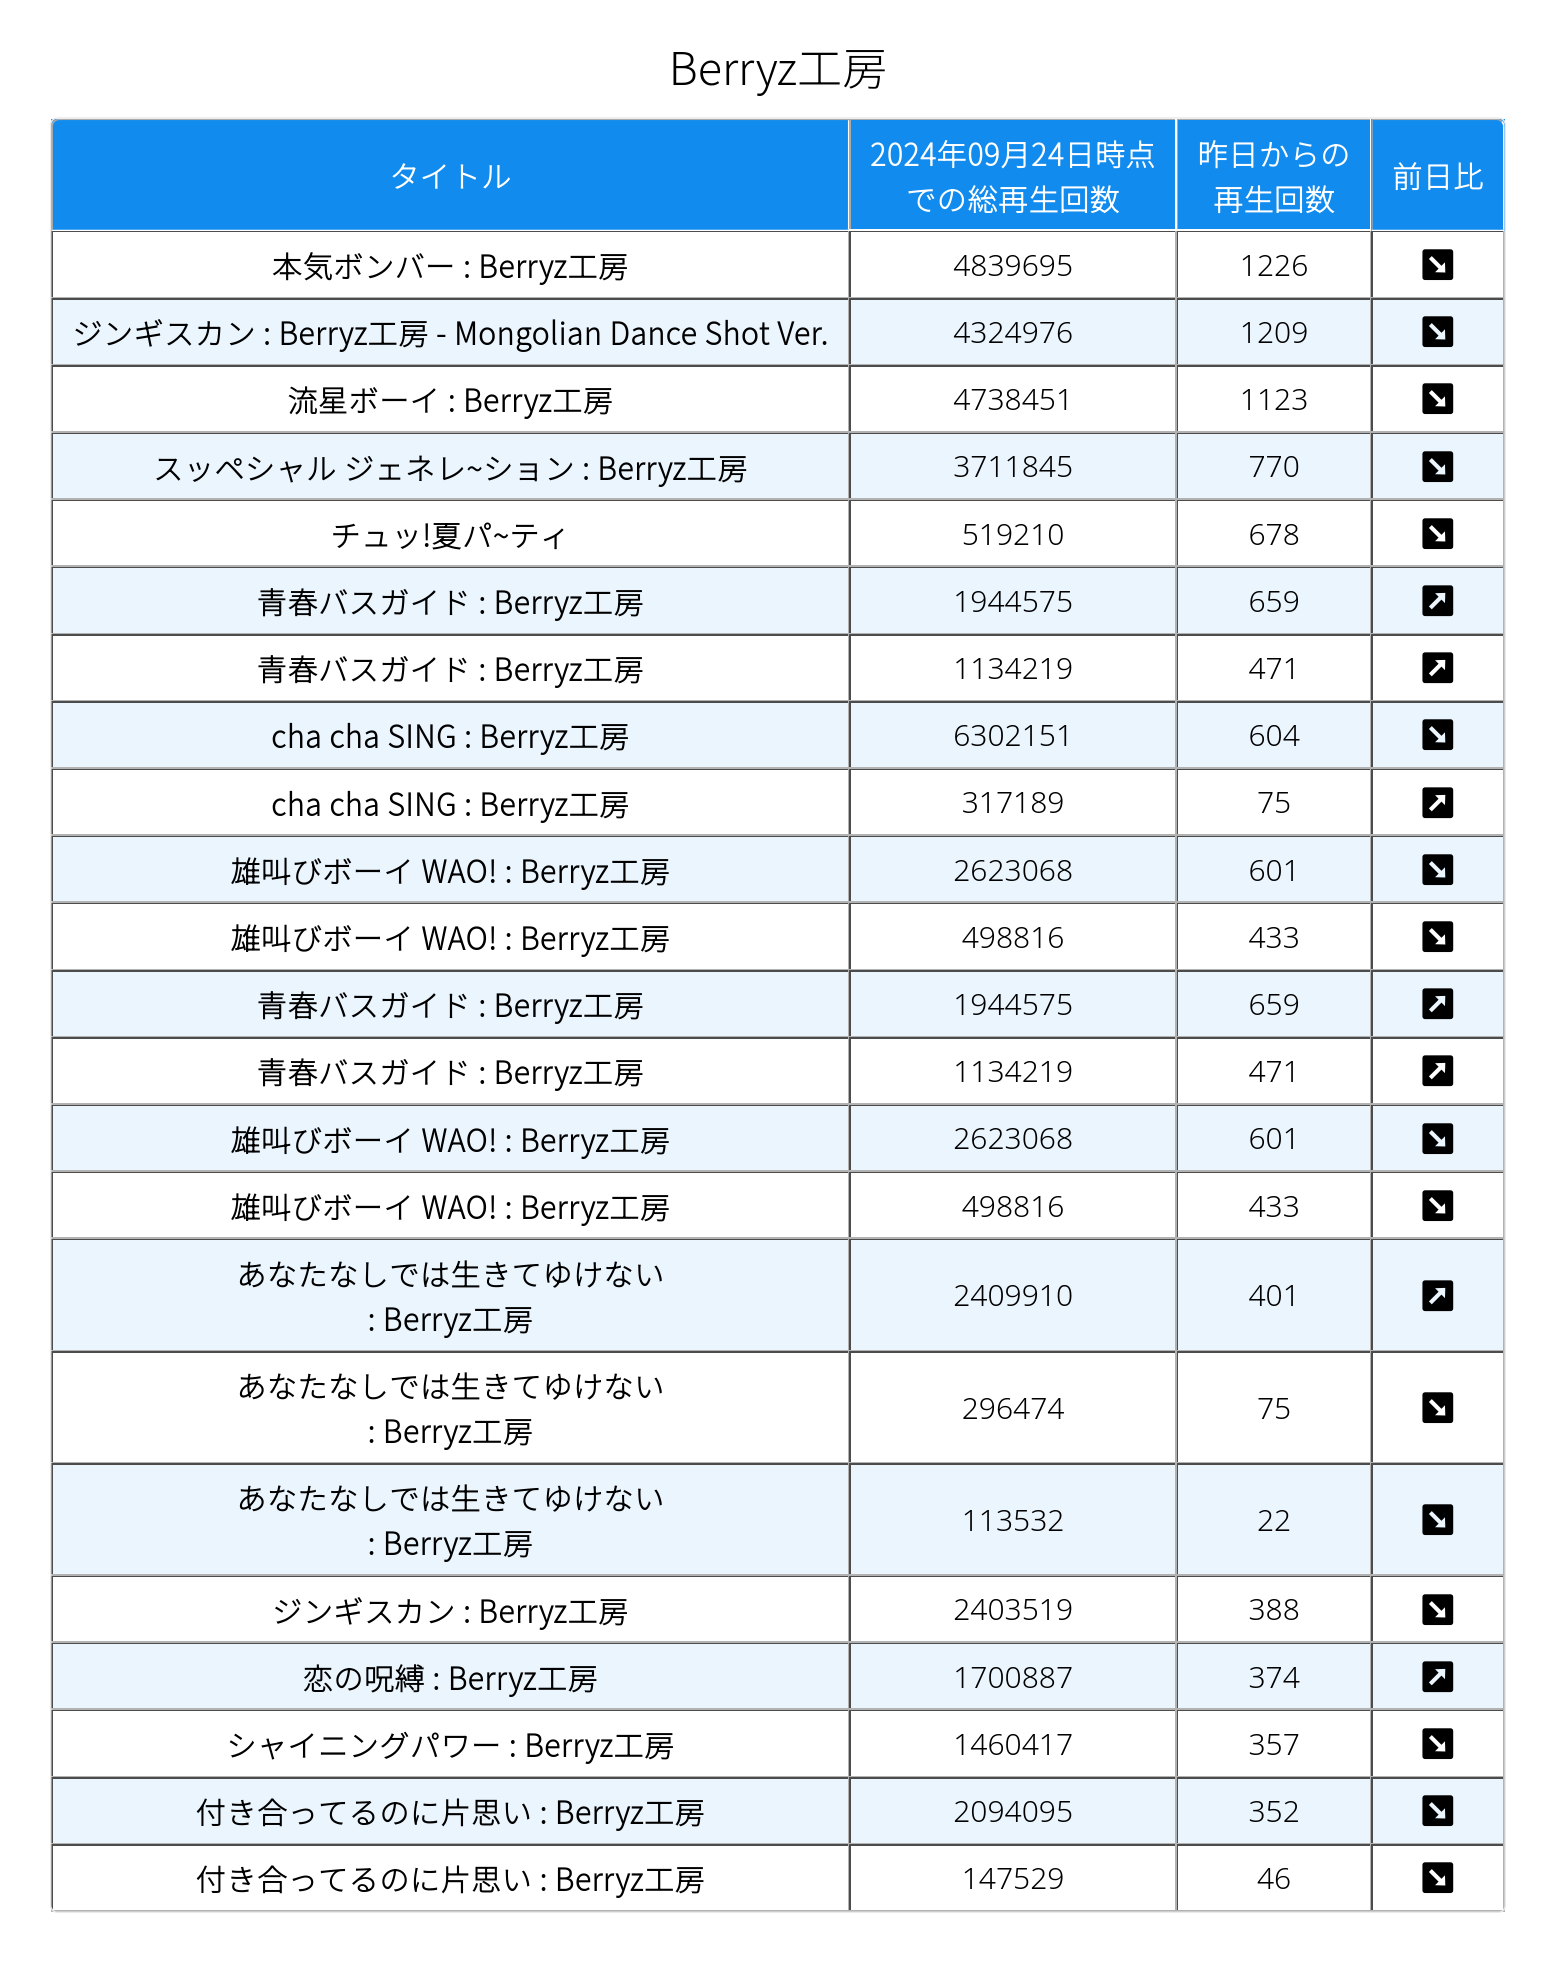 Berryz工房
タイトル 2024年09月24日時点 昨日からの 前日比
での総再生回数 再生回数
本気ボンバー : Berryz工房 4839695 1226 ↘
ジンギスカン : Berryz工房 - Mongolian Dance Shot Ver. 4324976 1209 ↘
流星ボーイ : Berryz工房 4738451 1123 ↘
スッペシャル ジェネレ~ション : Berryz工房 3711845 770 ↘
チュッ!夏パ~ティ 519210 678 ↘
青春バスガイド : Berryz工房 1944575 659 ↗
青春バスガイド : Berryz工房 1134219 471 ↗
cha cha SING : Berryz工房 6302151 604 ↘
cha cha SING : Berryz工房 317189 75 ↗
雄叫びボーイ WAO! : Berryz工房 2623068 601 ↘
雄叫びボーイ WAO! : Berryz工房 498816 433 ↘
青春バスガイド : Berryz工房 1944575 659 ↗
青春バスガイド : Berryz工房 1134219 471 ↗
雄叫びボーイ WAO! : Berryz工房 2623068 601 ↘
雄叫びボーイ WAO! : Berryz工房 498816 433 ↘
あなたなしでは生きてゆけない
: Berryz工房 2409910 401 ↗
あなたなしでは生きてゆけない
: Berryz工房 296474 75 ↘
あなたなしでは生きてゆけない
: Berryz工房 113532 22 ↘
ジンギスカン : Berryz工房 2403519 388 ↘
恋の呪縛 : Berryz工房 1700887 374 ↗
シャイニングパワー : Berryz工房 1460417 357 ↘
付き合ってるのに片思い : Berryz工房 2094095 352 ↘
付き合ってるのに片思い : Berryz工房 147529 46 ↘